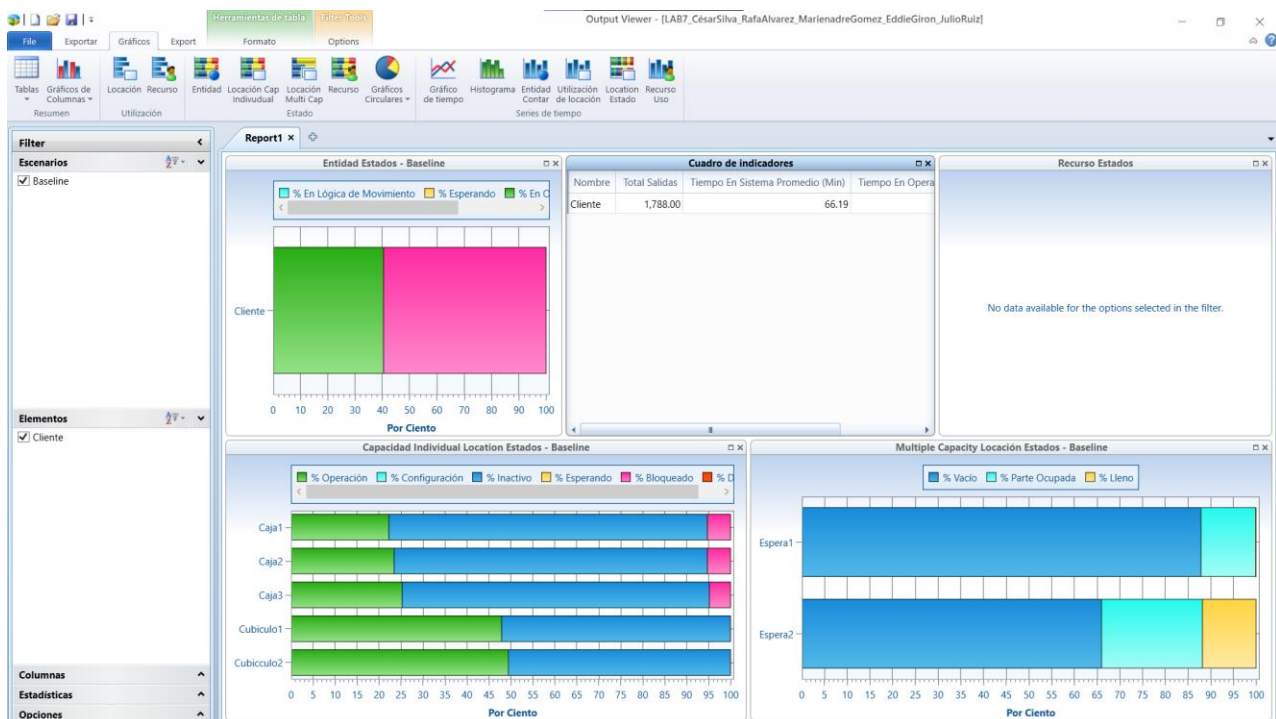 Herramientas de tabla Filter Tools
Output Viewer - [LAB7_CésarSilva_RafaAlvarez_MarienadreGomez_EddieGiron_JulioRuiz]
File Exportar Gráficos Export Formato Options
Tablas Gráficos de Columnas
Locación Recurso
Entidad Locación Cap Indivudual Locación Multi Cap Recurso Gráficos Circulares
Gráfico de tiempo Histograma Entidad Contar Utilización de locación Location Estado Recurso Uso
Resumen Utilización Estado Series de tiempo
Filter
Escenarios
Baseline
Elementos
Cliente
Columnas
Estadísticas
Opciones
Report1
Entidad Estados - Baseline
% En Lógica de Movimiento % Esperando % En O
Cliente
0 10 20 30 40 50 60 70 80 90 100
Por Ciento
Cuadro de indicadores
Nombre Total Salidas Tiempo En Sistema Promedio (Min) Tiempo En Opera
Cliente 1,788.00 66.19
Recurso Estados
No data available for the options selected in the filter.
Capacidad Individual Location Estados - Baseline
% Operación % Configuración % Inactivo % Esperando % Bloqueado % D
Caja1
Caja2
Caja3
Cubiculo1
Cubicculo2
0 5 10 15 20 25 30 35 40 45 50 55 60 65 70 75 80 85 90 95 100
Por Ciento
Multiple Capacity Locación Estados - Baseline
% Vacío % Parte Ocupada % Lleno
Espera1
Espera2
0 5 10 15 20 25 30 35 40 45 50 55 60 65 70 75 80 85 90 95 100
Por Ciento